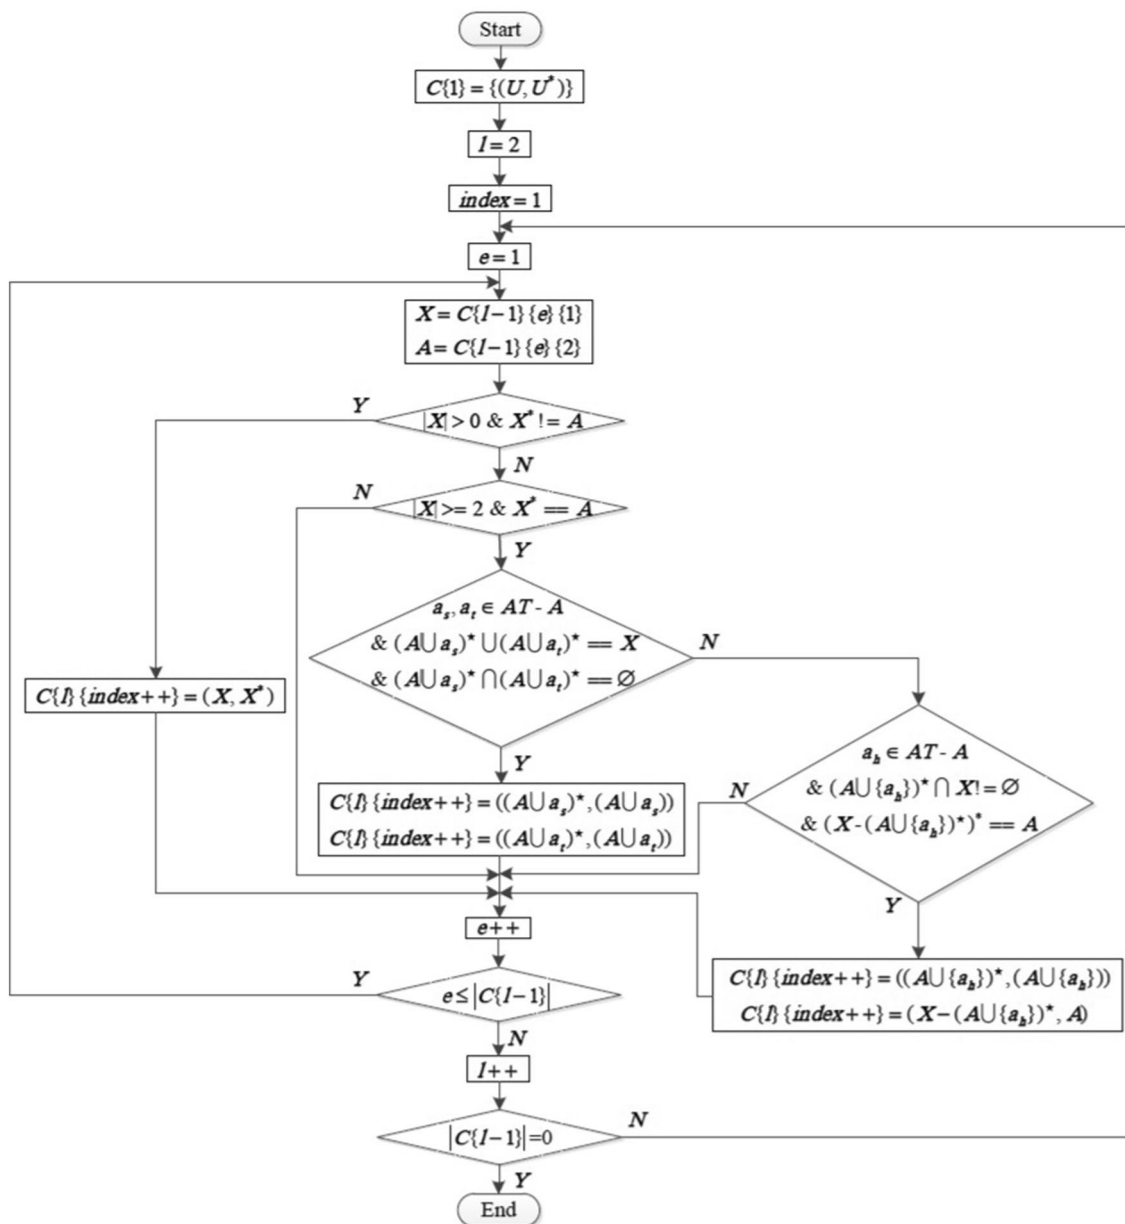 Start
C{1} = {(U, U*)}
l = 2
index = 1
e = 1
X = C{l−1}{e}{1}
A = C{l−1}{e}{2}
Y
|X| > 0 & X* != A
N
N
|X| >= 2 & X* == A
Y
a_s, a_t ∈ AT - A
& (A∪a_s)★ ∪ (A∪a_t)★ == X
& (A∪a_s)★ ∩ (A∪a_t)★ == ∅
N
C{l}{index++} = (X, X*)
Y
a_h ∈ AT - A
& (A∪{a_h})★ ∩ X != ∅
& (X - (A∪{a_h})★)* == A
N
C{l}{index++} = ((A∪a_s)★, (A∪a_s))
C{l}{index++} = ((A∪a_t)★, (A∪a_t))
Y
e++
C{l}{index++} = ((A∪{a_h})★, (A∪{a_h}))
C{l}{index++} = (X−(A∪{a_h})★, A)
Y
e ≤ |C{l−1}|
N
l++
N
|C{l−1}| =0
Y
End